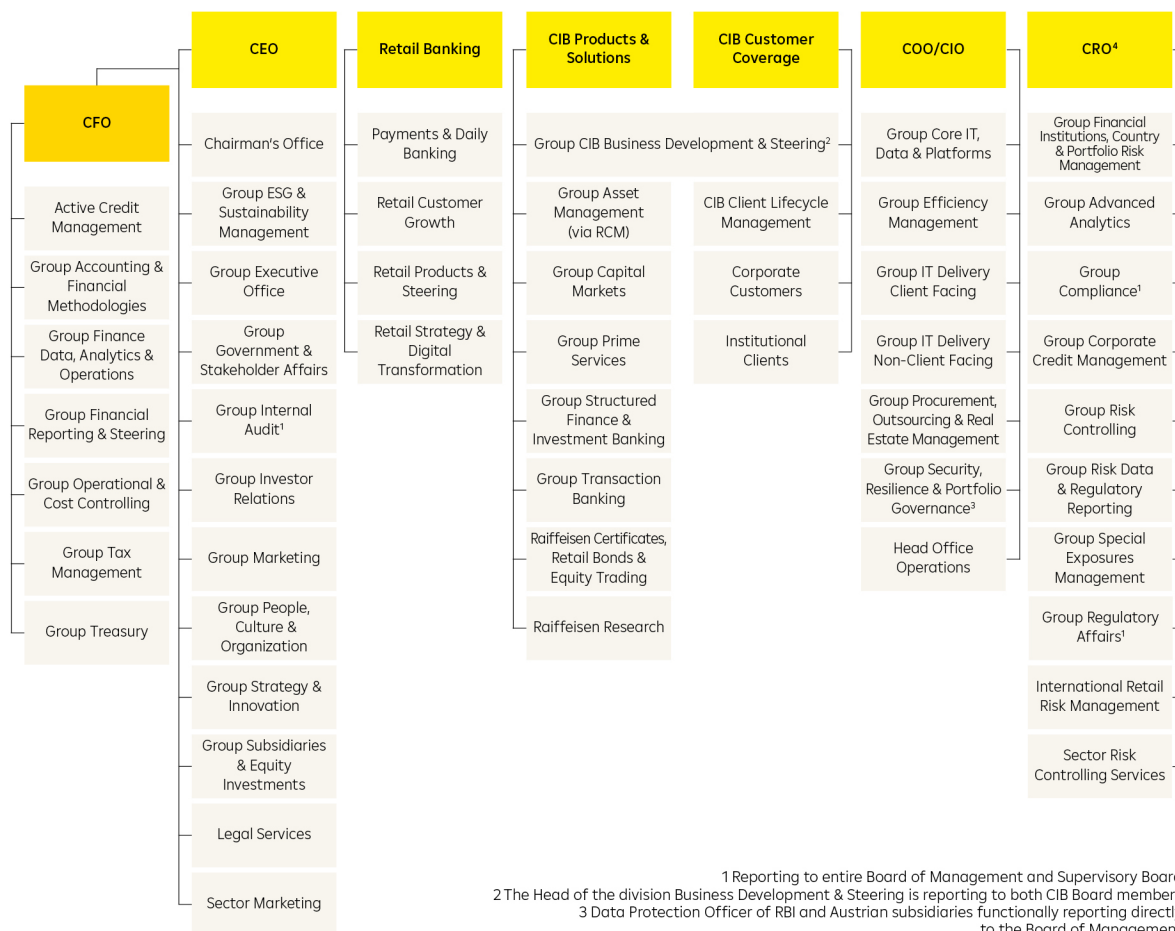 CEO
Retail Banking
CIB Products &
Solutions
CIB Customer
Coverage
COO/CIO
CRO⁴
CFO
Active Credit
Management
Group Accounting &
Financial
Methodologies
Group Finance
Data, Analytics &
Operations
Group Financial
Reporting & Steering
Group Operational &
Cost Controlling
Group Tax
Management
Group Treasury
Chairman's Office
Group ESG &
Sustainability
Management
Group Executive
Office
Group
Government &
Stakeholder Affairs
Group Internal
Audit¹
Group Investor
Relations
Group Marketing
Group People,
Culture &
Organization
Group Strategy &
Innovation
Group Subsidiaries
& Equity
Investments
Legal Services
Sector Marketing
Payments & Daily
Banking
Retail Customer
Growth
Retail Products &
Steering
Retail Strategy &
Digital
Transformation
Group CIB Business Development & Steering²
Group Asset
Management
(via RCM)
Group Capital
Markets
Group Prime
Services
Group Structured
Finance &
Investment Banking
Group Transaction
Banking
Raiffeisen Certificates,
Retail Bonds &
Equity Trading
Raiffeisen Research
CIB Client Lifecycle
Management
Corporate
Customers
Institutional
Clients
Group Core IT,
Data & Platforms
Group Efficiency
Management
Group IT Delivery
Client Facing
Group IT Delivery
Non-Client Facing
Group Procurement,
Outsourcing & Real
Estate Management
Group Security,
Resilience & Portfolio
Governance³
Head Office
Operations
Group Financial
Institutions, Country
& Portfolio Risk
Management
Group Advanced
Analytics
Group
Compliance¹
Group Corporate
Credit Management
Group Risk
Controlling
Group Risk Data
& Regulatory
Reporting
Group Special
Exposures
Management
Group Regulatory
Affairs¹
International Retail
Risk Management
Sector Risk
Controlling Services
1 Reporting to entire Board of Management and Supervisory Boar
2 The Head of the division Business Development & Steering is reporting to both CIB Board member
3 Data Protection Officer of RBI and Austrian subsidiaries functionally reporting directl
to the Board of Managemen